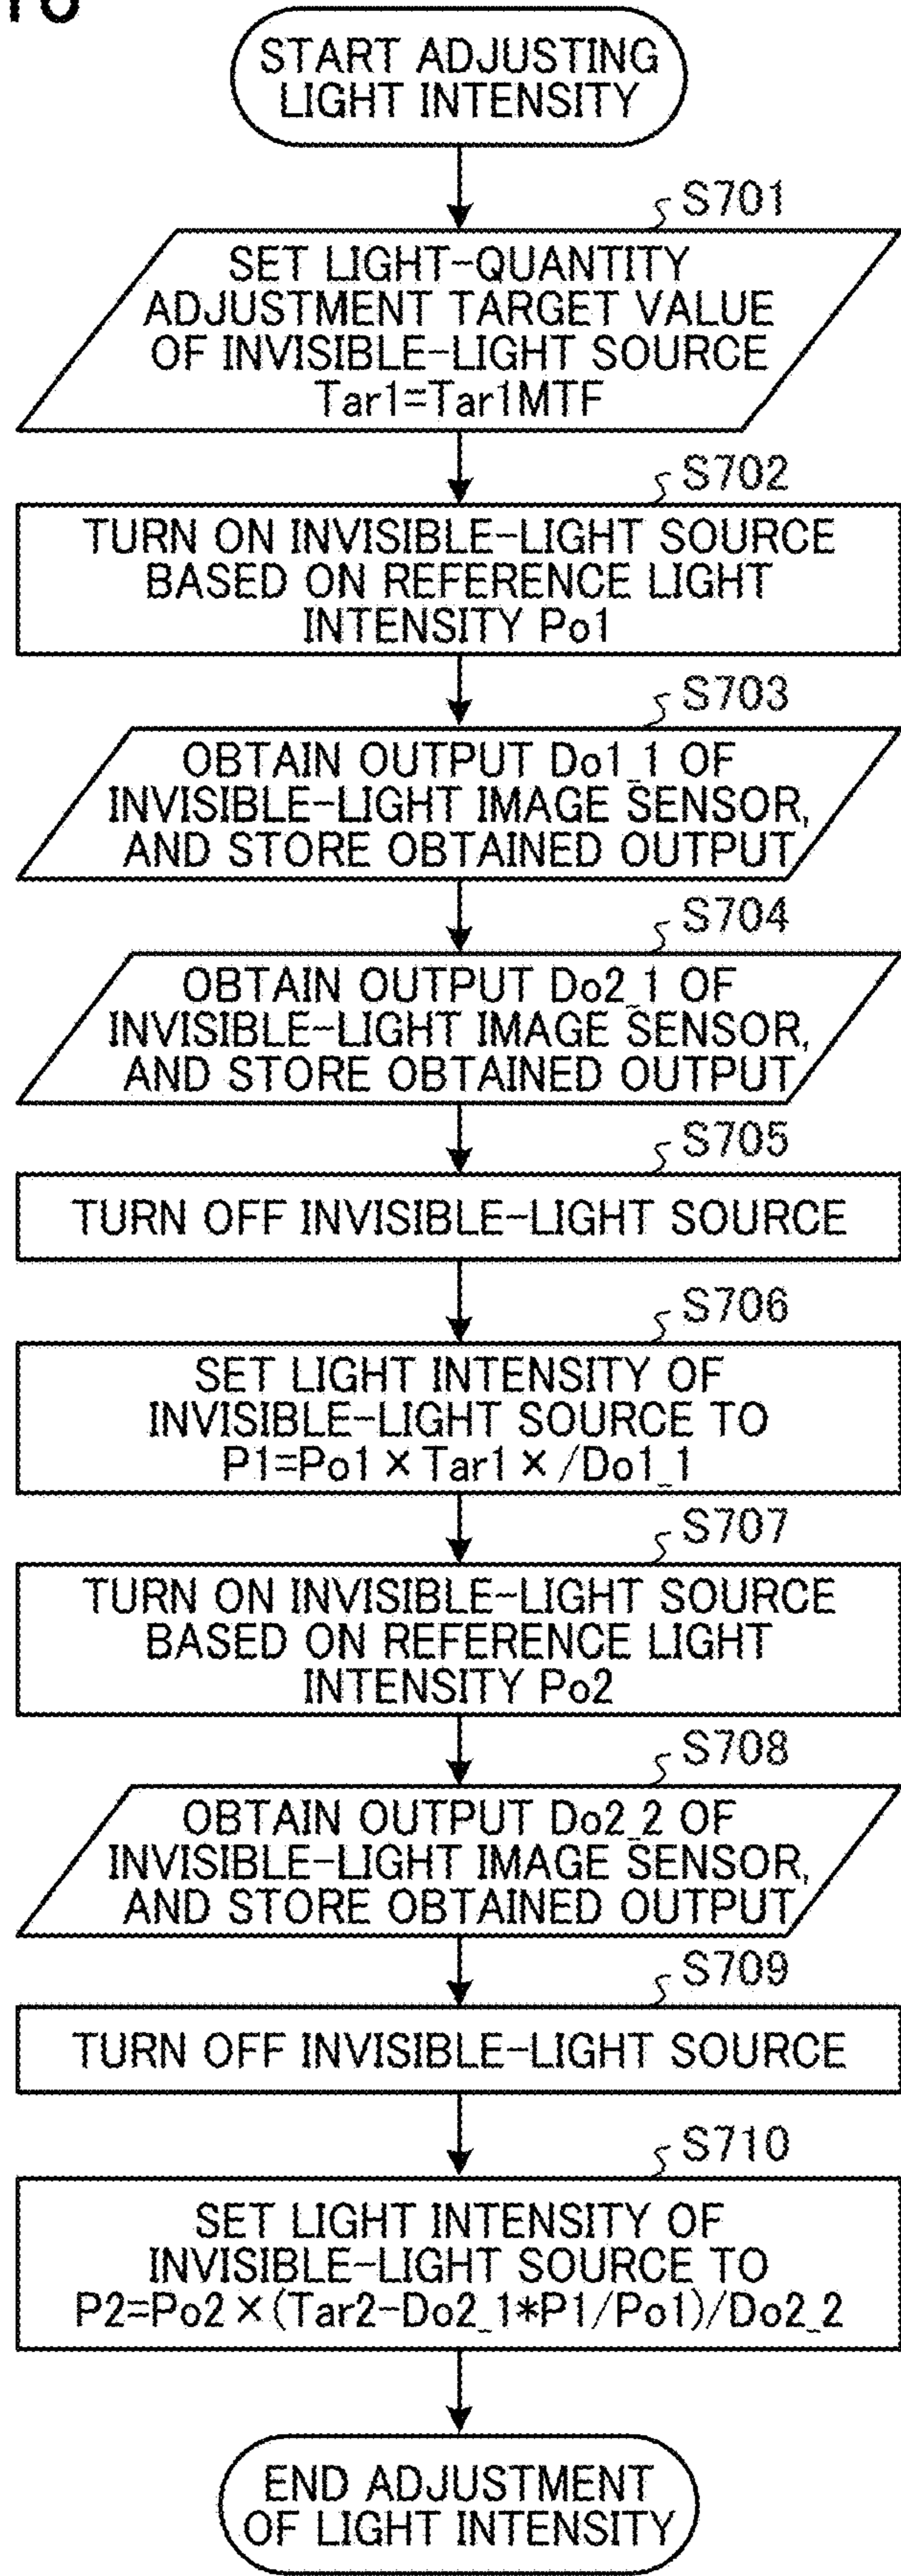 START ADJUSTING
LIGHT INTENSITY
S701
SET LIGHT-QUANTITY
ADJUSTMENT TARGET VALUE
OF INVISIBLE-LIGHT SOURCE
Tar1=Tar1MTF
S702
TURN ON INVISIBLE-LIGHT SOURCE
BASED ON REFERENCE LIGHT
INTENSITY Po1
S703
OBTAIN OUTPUT Do1_1 OF
INVISIBLE-LIGHT IMAGE SENSOR,
AND STORE OBTAINED OUTPUT
S704
OBTAIN OUTPUT Do2_1 OF
INVISIBLE-LIGHT IMAGE SENSOR,
AND STORE OBTAINED OUTPUT
S705
TURN OFF INVISIBLE-LIGHT SOURCE
S706
SET LIGHT INTENSITY OF
INVISIBLE-LIGHT SOURCE TO
P1=Po1 × Tar1 × /Do1_1
S707
TURN ON INVISIBLE-LIGHT SOURCE
BASED ON REFERENCE LIGHT
INTENSITY Po2
S708
OBTAIN OUTPUT Do2_2 OF
INVISIBLE-LIGHT IMAGE SENSOR,
AND STORE OBTAINED OUTPUT
S709
TURN OFF INVISIBLE-LIGHT SOURCE
S710
SET LIGHT INTENSITY OF
INVISIBLE-LIGHT SOURCE TO
P2=Po2 × (Tar2-Do2_1*P1/Po1)/Do2_2
END ADJUSTMENT
OF LIGHT INTENSITY